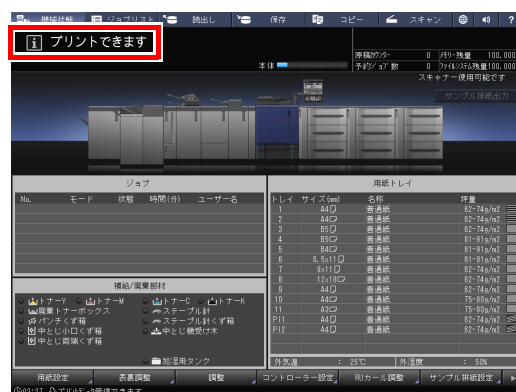 機械状態 ジョブリスト 読出し 保存 コピー スキャン ?
プリントできます
原稿カウンター 0 メモリー残量 100.000
本体 予約ジョブ数 0 ファイルシステム残量100.000
スキャナー使用可能です
サンプル排紙出力
ジョブ
No. モード 状態 時間(分) ユーザー名
用紙トレイ
トレイ サイズ(mm) 名称 坪量
1 A4 普通紙 62-74g/m2
2 A4 普通紙 62-74g/m2
3 B5 普通紙 62-74g/m2
4 B5 普通紙 81-91g/m2
5 B4 普通紙 81-91g/m2
6 8.5x11 普通紙 62-74g/m2
7 9x11 普通紙 62-74g/m2
8 12x18 普通紙 62-74g/m2
9 A4 普通紙 62-74g/m2
10 A4 普通紙 75-80g/m2
11 A3 普通紙 75-80g/m2
PI1 A4 普通紙 62-74g/m2
PI2 A4 普通紙 62-74g/m2
補給/廃棄部材
トナーY トナーM トナーC トナーK
廃棄トナーボックス ステープル針
パンチくず箱 ステープル針くず箱
中とじ小口くず箱 中とじ機受け木
中とじ両端くず箱
加湿用タンク
外気温 : 25℃ 外湿度 : 50%
用紙設定 表裏調整 調整 コントローラー設定 RUカール調整 サンプル排紙設定